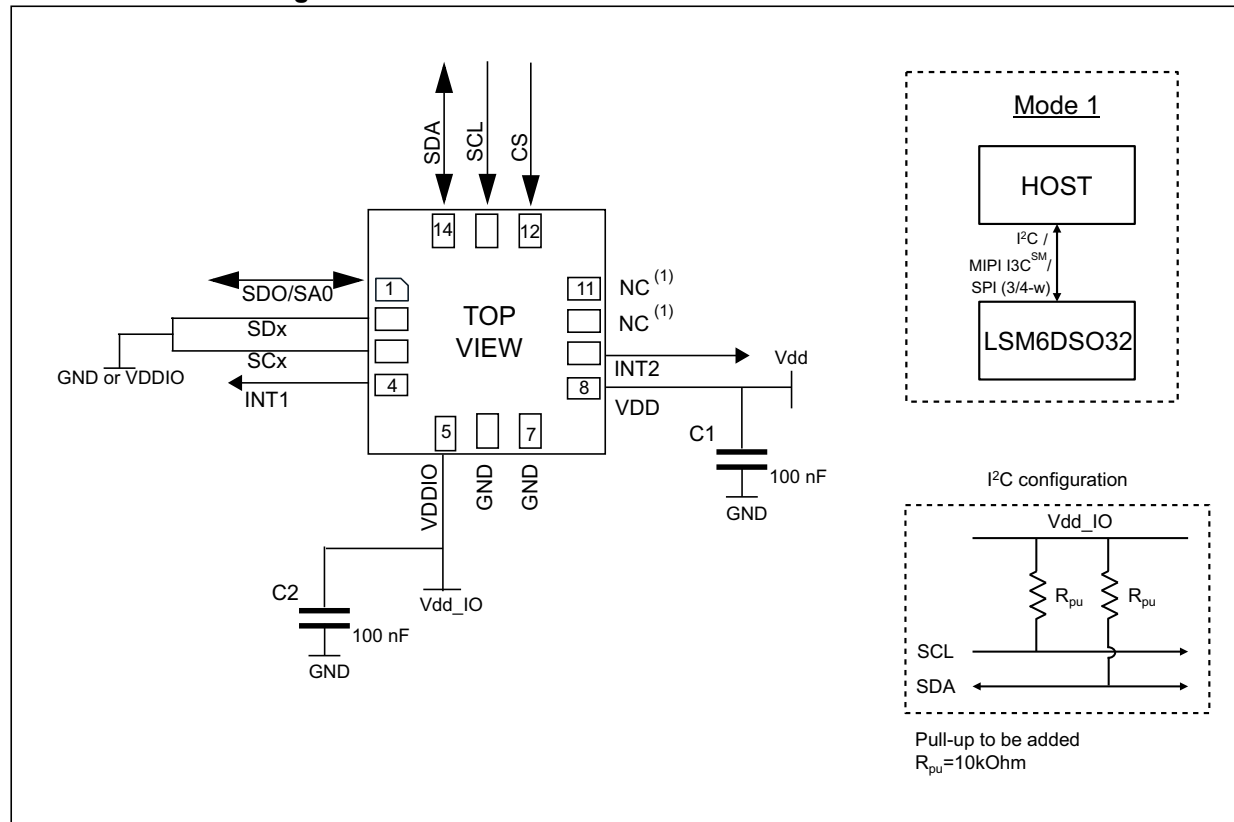 SDA
SCL
CS
14
12
SDO/SA0
1
SDx
SCx
GND or VDDIO
INT1
4
TOP
VIEW
11
NC (1)
NC (1)
INT2
Vdd
8
VDD
5
7
VDDIO
GND
GND
C1
100 nF
GND
C2
100 nF
GND
Vdd_IO
Mode 1
HOST
I²C /
MIPI I3C SM/
SPI (3/4-w)
LSM6DSO32
I²C configuration
Vdd_IO
Rpu
Rpu
SCL
SDA
Pull-up to be added
Rpu=10kOhm